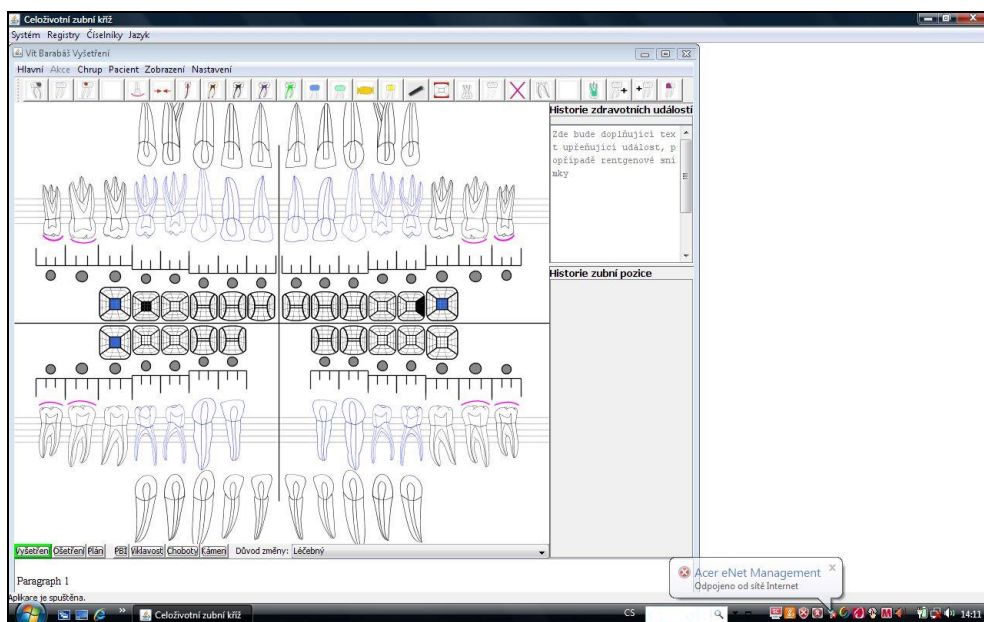 Celoživotní zubní kříž
Systém Registry Číselníky Jazyk
Vít Barabáš Vyšetření
Hlavní Akce Chrup Pacient Zobrazení Nastavení
Historie zdravotních událostí
Zde bude doplňující tex
t upřeňující událost, p
opřípadě rentgenové sní
mky
Historie zubní pozice
Vyšetřen Ošetření Plán PBI Viklavost Choboty Kámen Důvod změny: Léčebný
Paragraph 1
Aplikace je spuštěna.
Acer eNet Management
Odpojeno od sítě Internet
Celoživotní zubní kříž
CS
14:11